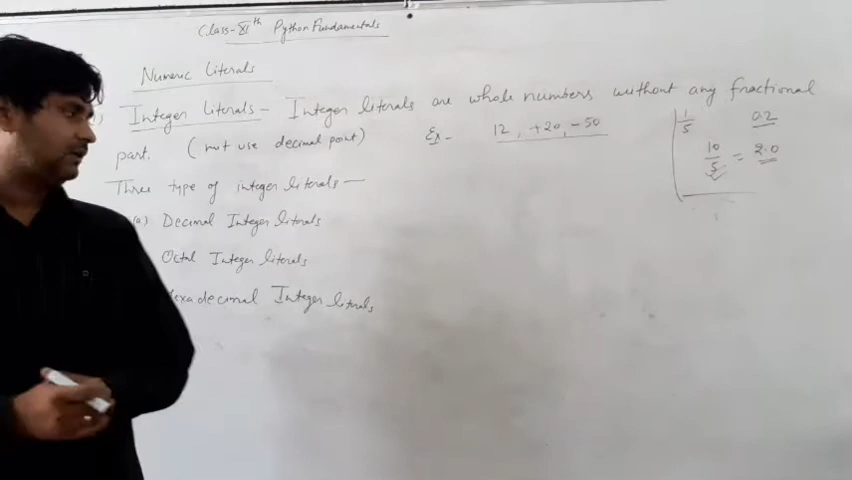 Class-XIth Python Fundamentals
Numeric Literals
Integer Literals - Integer literals are whole numbers without any fractional
part. (not use decimal point) Ex- 12, +20, -50
1/5 0.2
10/5 = 2.0
Three type of integer literals —
(a) Decimal Integer literals
Octal Integer literals
Hexadecimal Integer literals